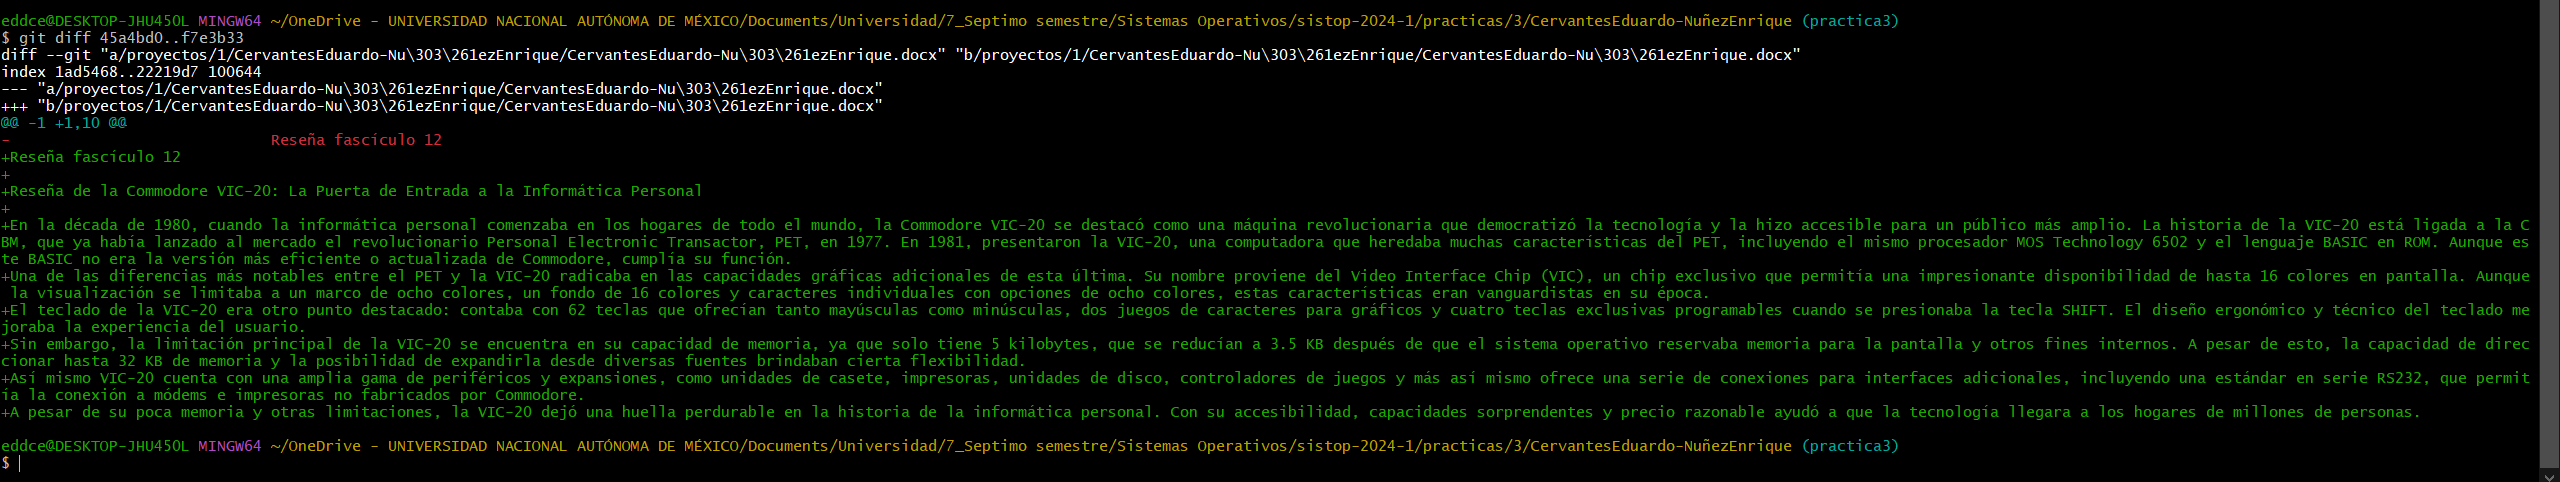 eddce@DESKTOP-JHU450L MINGW64 ~/OneDrive - UNIVERSIDAD NACIONAL AUTÓNOMA DE MÉXICO/Documents/Universidad/7_Septimo semestre/Sistemas Operativos/sistop-2024-1/practicas/3/CervantesEduardo-NuñezEnrique (practica3)
$ git diff 45a4bd0..f7e3b33
diff --git "a/proyectos/1/CervantesEduardo-Nu\303\261ezEnrique/CervantesEduardo-Nu\303\261ezEnrique.docx" "b/proyectos/1/CervantesEduardo-Nu\303\261ezEnrique/CervantesEduardo-Nu\303\261ezEnrique.docx"
index 1ad5468..22219d7 100644
--- "a/proyectos/1/CervantesEduardo-Nu\303\261ezEnrique/CervantesEduardo-Nu\303\261ezEnrique.docx"
+++ "b/proyectos/1/CervantesEduardo-Nu\303\261ezEnrique/CervantesEduardo-Nu\303\261ezEnrique.docx"
@@ -1 +1,10 @@
-                             Reseña fascículo 12
+Reseña fascículo 12
+
+Reseña de la Commodore VIC-20: La Puerta de Entrada a la Informática Personal
+
+En la década de 1980, cuando la informática personal comenzaba en los hogares de todo el mundo, la Commodore VIC-20 se destacó como una máquina revolucionaria que democratizó la tecnología y la hizo accesible para un público más amplio. La historia de la VIC-20 está ligada a la C
BM, que ya había lanzado al mercado el revolucionario Personal Electronic Transactor, PET, en 1977. En 1981, presentaron la VIC-20, una computadora que heredaba muchas características del PET, incluyendo el mismo procesador MOS Technology 6502 y el lenguaje BASIC en ROM. Aunque es
te BASIC no era la versión más eficiente o actualizada de Commodore, cumplía su función.
+Una de las diferencias más notables entre el PET y la VIC-20 radicaba en las capacidades gráficas adicionales de esta última. Su nombre proviene del Video Interface Chip (VIC), un chip exclusivo que permitía una impresionante disponibilidad de hasta 16 colores en pantalla. Aunque
 la visualización se limitaba a un marco de ocho colores, un fondo de 16 colores y caracteres individuales con opciones de ocho colores, estas características eran vanguardistas en su época.
+El teclado de la VIC-20 era otro punto destacado: contaba con 62 teclas que ofrecían tanto mayúsculas como minúsculas, dos juegos de caracteres para gráficos y cuatro teclas exclusivas programables cuando se presionaba la tecla SHIFT. El diseño ergonómico y técnico del teclado me
joraba la experiencia del usuario.
+Sin embargo, la limitación principal de la VIC-20 se encuentra en su capacidad de memoria, ya que solo tiene 5 kilobytes, que se reducían a 3.5 KB después de que el sistema operativo reservaba memoria para la pantalla y otros fines internos. A pesar de esto, la capacidad de direc
cionar hasta 32 KB de memoria y la posibilidad de expandirla desde diversas fuentes brindaban cierta flexibilidad.
+Así mismo VIC-20 cuenta con una amplia gama de periféricos y expansiones, como unidades de casete, impresoras, unidades de disco, controladores de juegos y más así mismo ofrece una serie de conexiones para interfaces adicionales, incluyendo una estándar en serie RS232, que permit
ía la conexión a módems e impresoras no fabricados por Commodore.
+A pesar de su poca memoria y otras limitaciones, la VIC-20 dejó una huella perdurable en la historia de la informática personal. Con su accesibilidad, capacidades sorprendentes y precio razonable ayudó a que la tecnología llegara a los hogares de millones de personas.
eddce@DESKTOP-JHU450L MINGW64 ~/OneDrive - UNIVERSIDAD NACIONAL AUTÓNOMA DE MÉXICO/Documents/Universidad/7_Septimo semestre/Sistemas Operativos/sistop-2024-1/practicas/3/CervantesEduardo-NuñezEnrique (practica3)
$